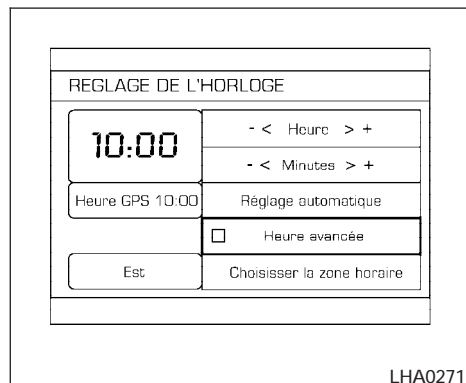 REGLAGE DE L'HORLOGE
10:00
- < Heure > +
- < Minutes > +
Heure GPS 10:00
Réglage automatique
Heure avancée
Est
Choisisser la zone horaire
LHA0271